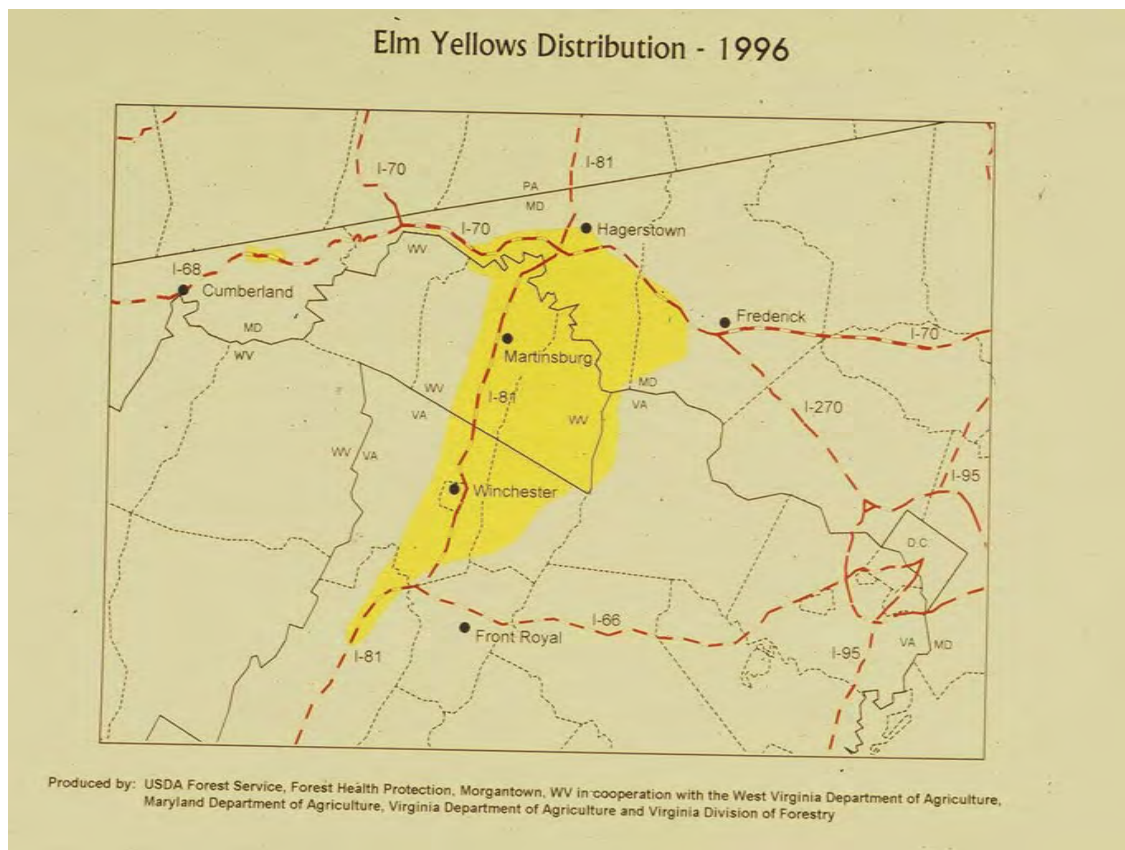 Elm Yellows Distribution - 1996
I-70
I-81
PA
MD
I-70
Hagerstown
WV
I-68
Cumberland
Frederick
MD
I-70
WV
Martinsburg
WV
MD
I-81
VA
VA
WV
I-270
WV
VA
I-95
Winchester
D.C.
I-66
Front Royal
VA
MD
I-81
I-95
Produced by: USDA Forest Service, Forest Health Protection, Morgantown, WV in cooperation with the West Virginia Department of Agriculture,
Maryland Department of Agriculture, Virginia Department of Agriculture and Virginia Division of Forestry